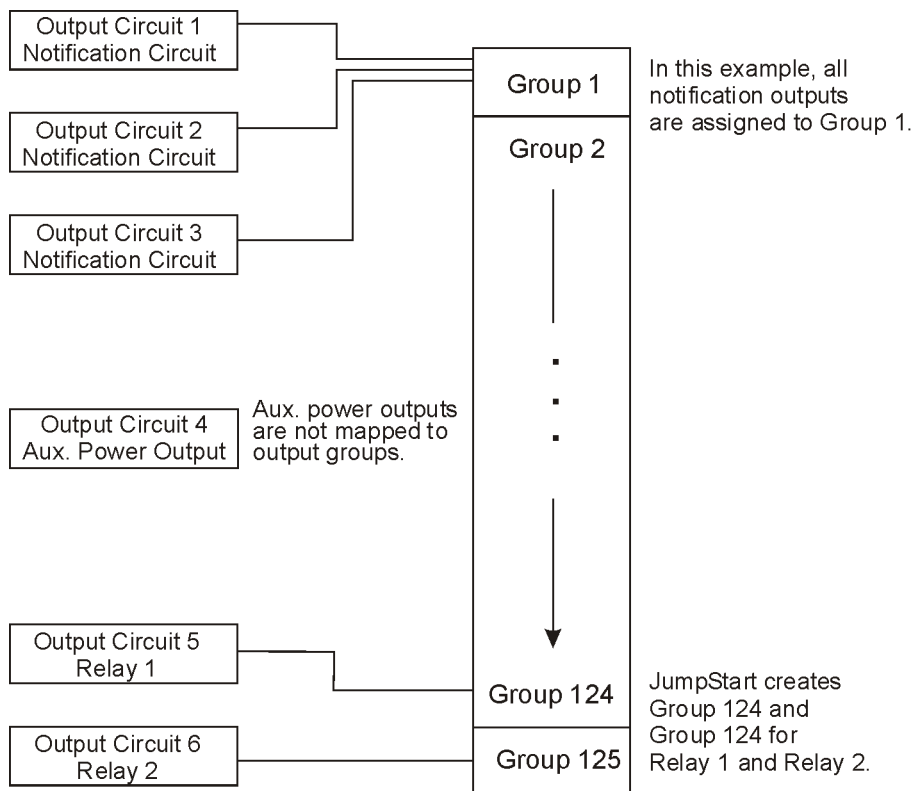 Output Circuit 1
Notification Circuit
Group 1
In this example, all
notification outputs
are assigned to Group 1.
Output Circuit 2
Notification Circuit
Group 2
Output Circuit 3
Notification Circuit
Output Circuit 4
Aux. Power Output
Aux. power outputs
are not mapped to
output groups.
Output Circuit 5
Relay 1
Group 124
JumpStart creates
Group 124 and
Group 124 for
Relay 1 and Relay 2.
Output Circuit 6
Relay 2
Group 125